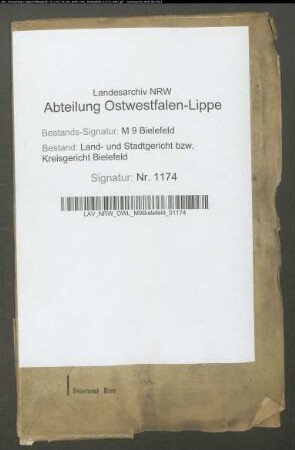 Landesarchiv NRW
Abteilung Ostwestfalen-Lippe
Bestands-Signatur: M 9 Bielefeld
Bestand: Land- und Stadtgericht bzw.
Kreisgericht Bielefeld
Signatur: Nr. 1174
LAV_NRW_OWL_M9Bielefeld_01174